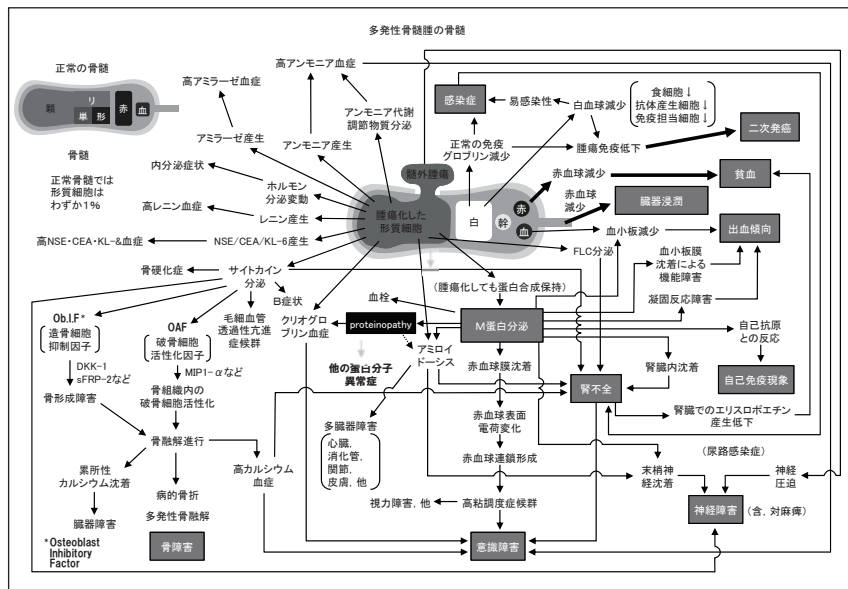 多発性骨髄腫の骨髄
正常の骨髄
顆
リ
単
形
赤
血
骨髄
正常骨髄では
形質細胞は
わずか1%
高アミラーゼ血症
高アンモニア血症
アンモニア代謝
調節物質分泌
アミラーゼ産生
アンモニア産生
内分泌症状
ホルモン
分泌変動
高レニン血症
レニン産生
高NSE・CEA・KL-&血症
NSE/CEA/KL-6産生
髄外腫瘍
腫瘍化した
形質細胞
白
幹
赤
血
感染症
易感染性
白血球減少
食細胞↓
抗体産生細胞↓
免疫担当細胞↓
正常の免疫
グロブリン減少
腫瘍免疫低下
二次発癌
赤血球減少
貧血
赤血球
減少
臓器浸潤
血小板減少
出血傾向
FLC分泌
血小板膜
沈着による
機能障害
骨硬化症
サイトカイン
分泌
B症状
(腫瘍化しても蛋白合成保持)
血栓
凝固反応障害
Ob.I.F*
造骨細胞
抑制因子
OAF
破骨細胞
活性化因子
毛細血管
透過性亢進
症候群
クリオグロ
ブリン血症
proteinopathy
M蛋白分泌
自己抗原
との反応
DKK-1
sFRP-2など
MIP1-αなど
他の蛋白分子
異常症
アミロイ
ドーシス
赤血球膜沈着
腎臓内沈着
自己免疫現象
骨形成障害
骨組織内の
破骨細胞活性化
腎不全
多臓器障害
心臓,
消化管,
関節,
皮膚, 他
赤血球表面
電荷変化
腎臓でのエリスロポエチン
産生低下
骨融解進行
(尿路感染症)
累所性
カルシウム沈着
高カルシウム
血症
赤血球連鎖形成
末梢神
経沈着
神経
圧迫
病的骨折
視力障害, 他
高粘調度症候群
神経障害
(含, 対麻痺)
臓器障害
多発性骨融解
*Osteoblast
Inhibitory
Factor
骨障害
意識障害